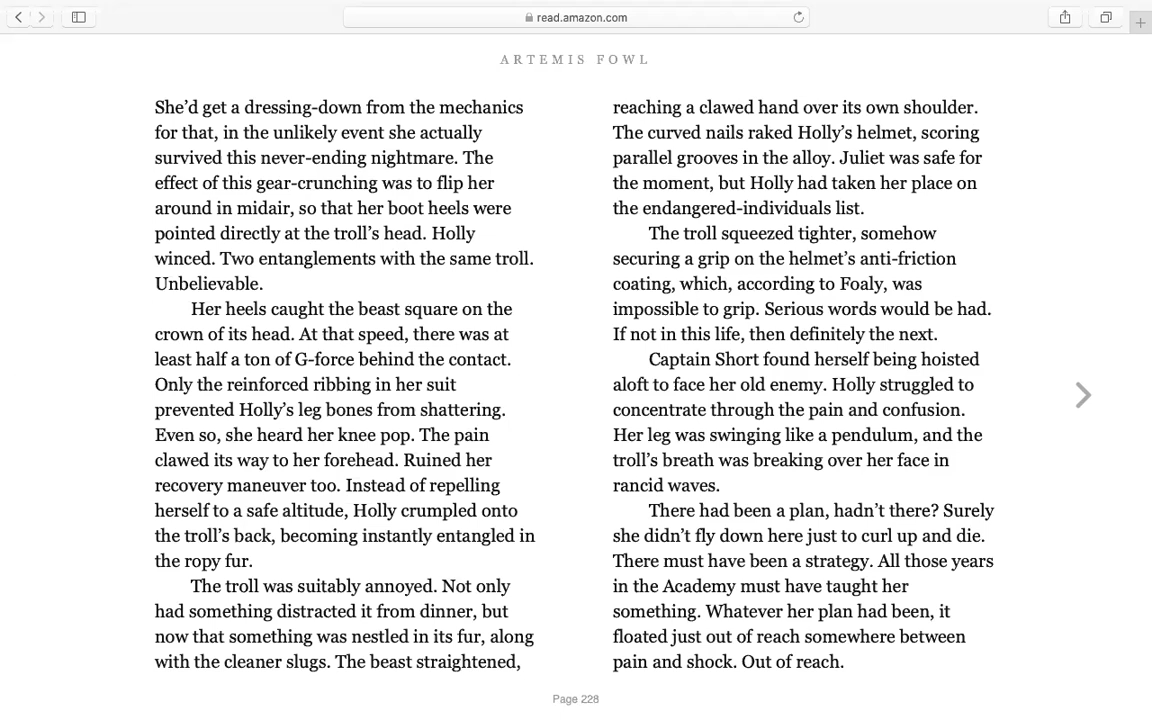 read.amazon.com
ARTEMIS FOWL
She’d get a dressing-down from the mechanics
for that, in the unlikely event she actually
survived this never-ending nightmare. The
effect of this gear-crunching was to flip her
around in midair, so that her boot heels were
pointed directly at the troll’s head. Holly
winced. Two entanglements with the same troll.
Unbelievable.
Her heels caught the beast square on the
crown of its head. At that speed, there was at
least half a ton of G-force behind the contact.
Only the reinforced ribbing in her suit
prevented Holly’s leg bones from shattering.
Even so, she heard her knee pop. The pain
clawed its way to her forehead. Ruined her
recovery maneuver too. Instead of repelling
herself to a safe altitude, Holly crumpled onto
the troll’s back, becoming instantly entangled in
the ropy fur.
The troll was suitably annoyed. Not only
had something distracted it from dinner, but
now that something was nestled in its fur, along
with the cleaner slugs. The beast straightened,
reaching a clawed hand over its own shoulder.
The curved nails raked Holly’s helmet, scoring
parallel grooves in the alloy. Juliet was safe for
the moment, but Holly had taken her place on
the endangered-individuals list.
The troll squeezed tighter, somehow
securing a grip on the helmet’s anti-friction
coating, which, according to Foaly, was
impossible to grip. Serious words would be had.
If not in this life, then definitely the next.
Captain Short found herself being hoisted
aloft to face her old enemy. Holly struggled to
concentrate through the pain and confusion.
Her leg was swinging like a pendulum, and the
troll’s breath was breaking over her face in
rancid waves.
There had been a plan, hadn’t there? Surely
she didn’t fly down here just to curl up and die.
There must have been a strategy. All those years
in the Academy must have taught her
something. Whatever her plan had been, it
floated just out of reach somewhere between
pain and shock. Out of reach.
Page 228